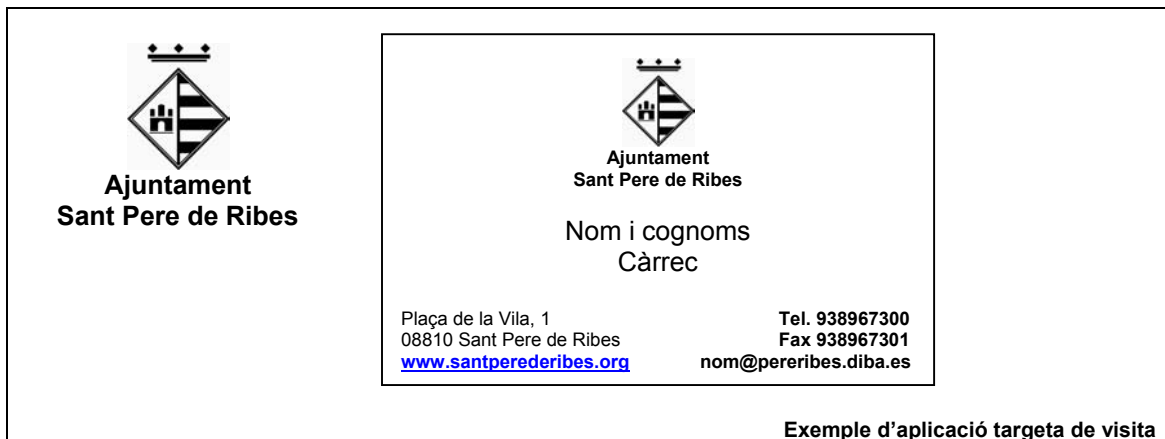 Ajuntament
Sant Pere de Ribes
Ajuntament
Sant Pere de Ribes
Nom i cognoms
Càrrec
Plaça de la Vila, 1
08810 Sant Pere de Ribes
www.santperederibes.org
Tel. 938967300
Fax 938967301
nom@pereribes.diba.es
Exemple d’aplicació targeta de visita